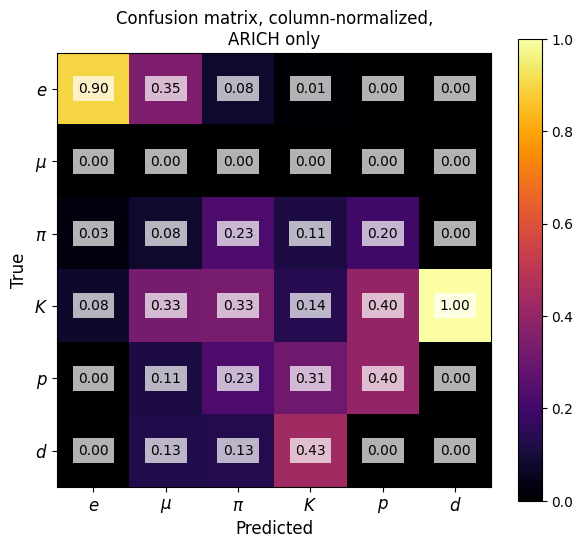 Confusion matrix, column-normalized,
ARICH only
True
e 0.90 0.35 0.08 0.01 0.00 0.00
μ 0.00 0.00 0.00 0.00 0.00 0.00
π 0.03 0.08 0.23 0.11 0.20 0.00
K 0.08 0.33 0.33 0.14 0.40 1.00
p 0.00 0.11 0.23 0.31 0.40 0.00
d 0.00 0.13 0.13 0.43 0.00 0.00
e μ π K p d
Predicted
1.0
0.8
0.6
0.4
0.2
0.0